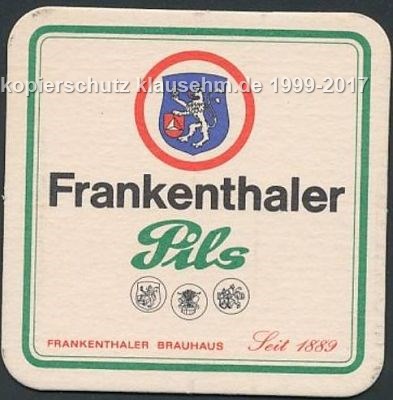 kopierschutz klausehm.de 1999-2017
Frankenthaler
Pils
FRANKENTHALER BRAUHAUS Seit 1889